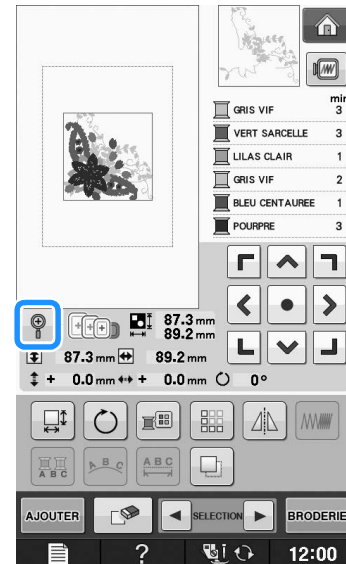 min
GRIS VIF 3
VERT SARCELLE 3
LILAS CLAIR 1
GRIS VIF 2
BLEU CENTAUREE 1
POURPRE 3
87.3 mm
89.2 mm
87.3 mm 89.2 mm
+ 0.0 mm + 0.0 mm 0°
A B C A B C A B C
AJOUTER SELECTION BRODERIE
? 12:00